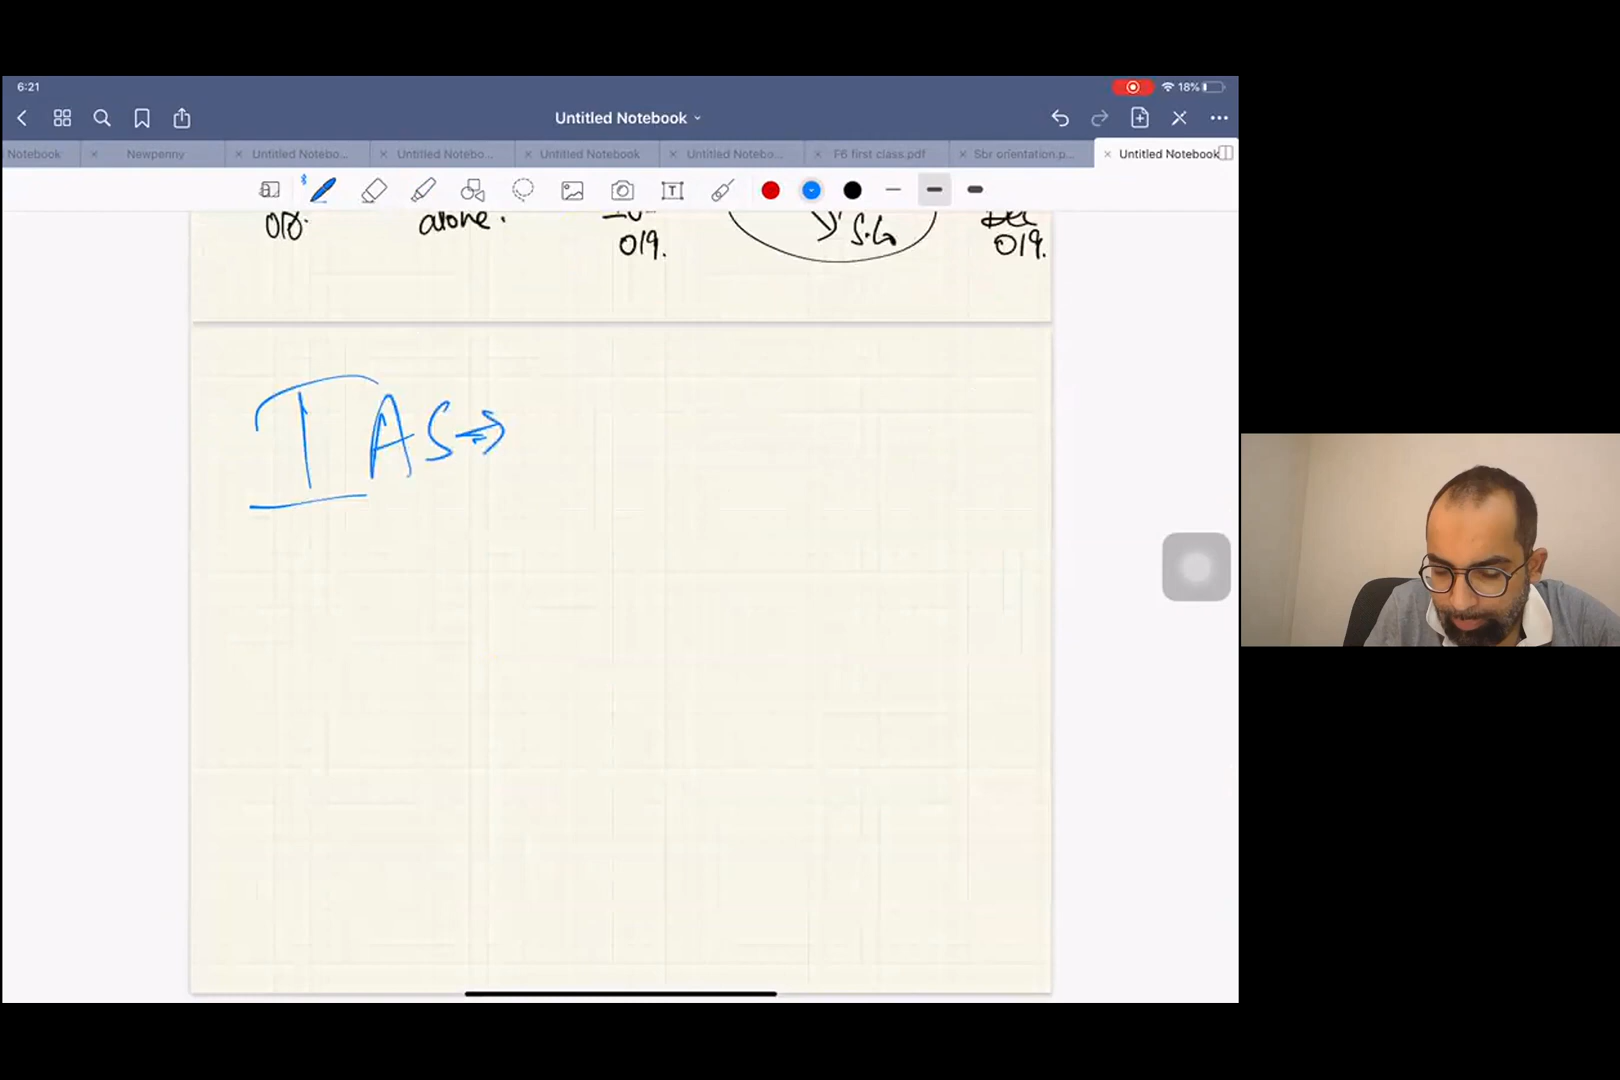 6:21
18%
Untitled Notebook
Notebook
Newpenny
Untitled Notebo...
Untitled Notebo...
Untitled Notebook
Untitled Notebo...
F6 first class.pdf
Sbr orientation.p...
Untitled Notebook
T
018.
alone.
019.
S.G
Dec
019.
IAS →